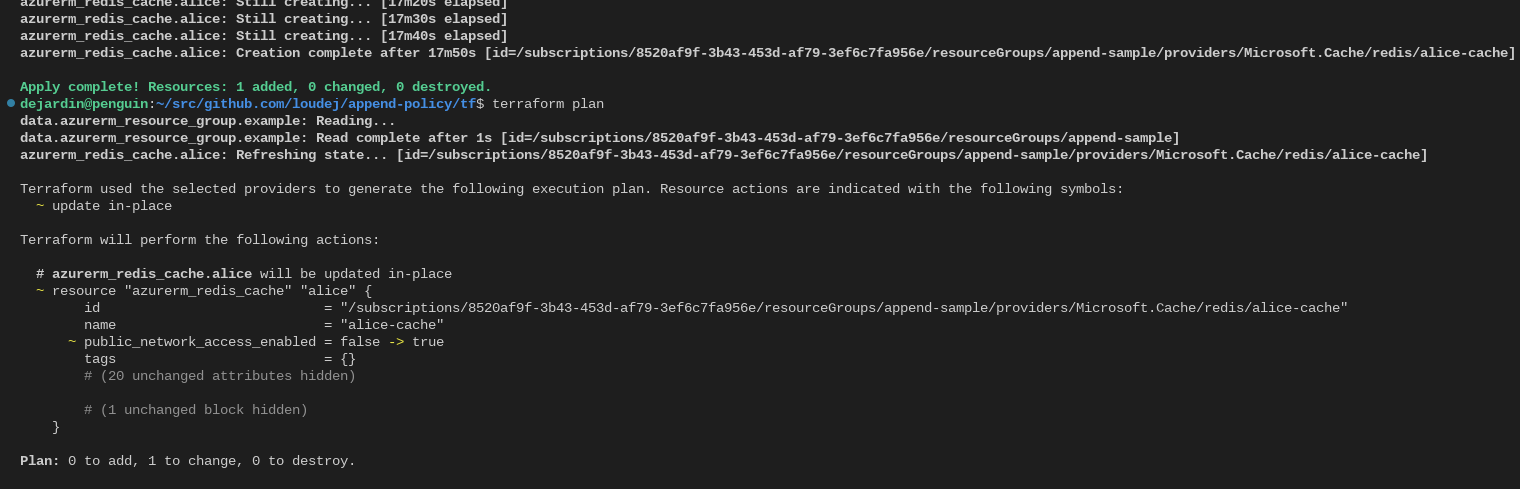 azurerm_redis_cache.alice: Still creating... [17m20s elapsed]
azurerm_redis_cache.alice: Still creating... [17m30s elapsed]
azurerm_redis_cache.alice: Still creating... [17m40s elapsed]
azurerm_redis_cache.alice: Creation complete after 17m50s [id=/subscriptions/8520af9f-3b43-453d-af79-3ef6c7fa956e/resourceGroups/append-sample/providers/Microsoft.Cache/redis/alice-cache]

Apply complete! Resources: 1 added, 0 changed, 0 destroyed.
dejardin@penguin:~/src/github.com/loudej/append-policy/tf$ terraform plan
data.azurerm_resource_group.example: Reading...
data.azurerm_resource_group.example: Read complete after 1s [id=/subscriptions/8520af9f-3b43-453d-af79-3ef6c7fa956e/resourceGroups/append-sample]
azurerm_redis_cache.alice: Refreshing state... [id=/subscriptions/8520af9f-3b43-453d-af79-3ef6c7fa956e/resourceGroups/append-sample/providers/Microsoft.Cache/redis/alice-cache]

Terraform used the selected providers to generate the following execution plan. Resource actions are indicated with the following symbols:
  ~ update in-place

Terraform will perform the following actions:

  # azurerm_redis_cache.alice will be updated in-place
  ~ resource "azurerm_redis_cache" "alice" {
        id                            = "/subscriptions/8520af9f-3b43-453d-af79-3ef6c7fa956e/resourceGroups/append-sample/providers/Microsoft.Cache/redis/alice-cache"
        name                          = "alice-cache"
      ~ public_network_access_enabled = false -> true
        tags                          = {}
        # (20 unchanged attributes hidden)

        # (1 unchanged block hidden)
    }

Plan: 0 to add, 1 to change, 0 to destroy.